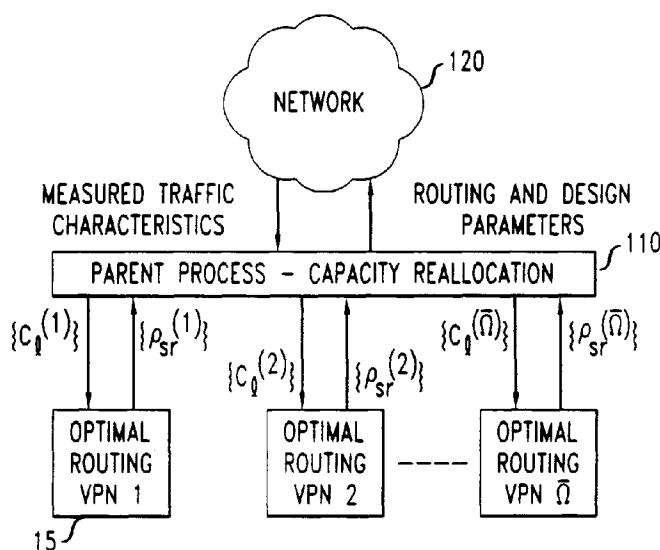 120
NETWORK
MEASURED TRAFFIC
CHARACTERISTICS
ROUTING AND DESIGN
PARAMETERS
110
PARENT PROCESS - CAPACITY REALLOCATION
{C_ℓ^(1)} {ρ_sr^(1)} {C_ℓ^(2)} {ρ_sr^(2)} {C_ℓ^(Ω̄)} {ρ_sr^(Ω̄)}
OPTIMAL
ROUTING
VPN 1
OPTIMAL
ROUTING
VPN 2
OPTIMAL
ROUTING
VPN Ω̄
15